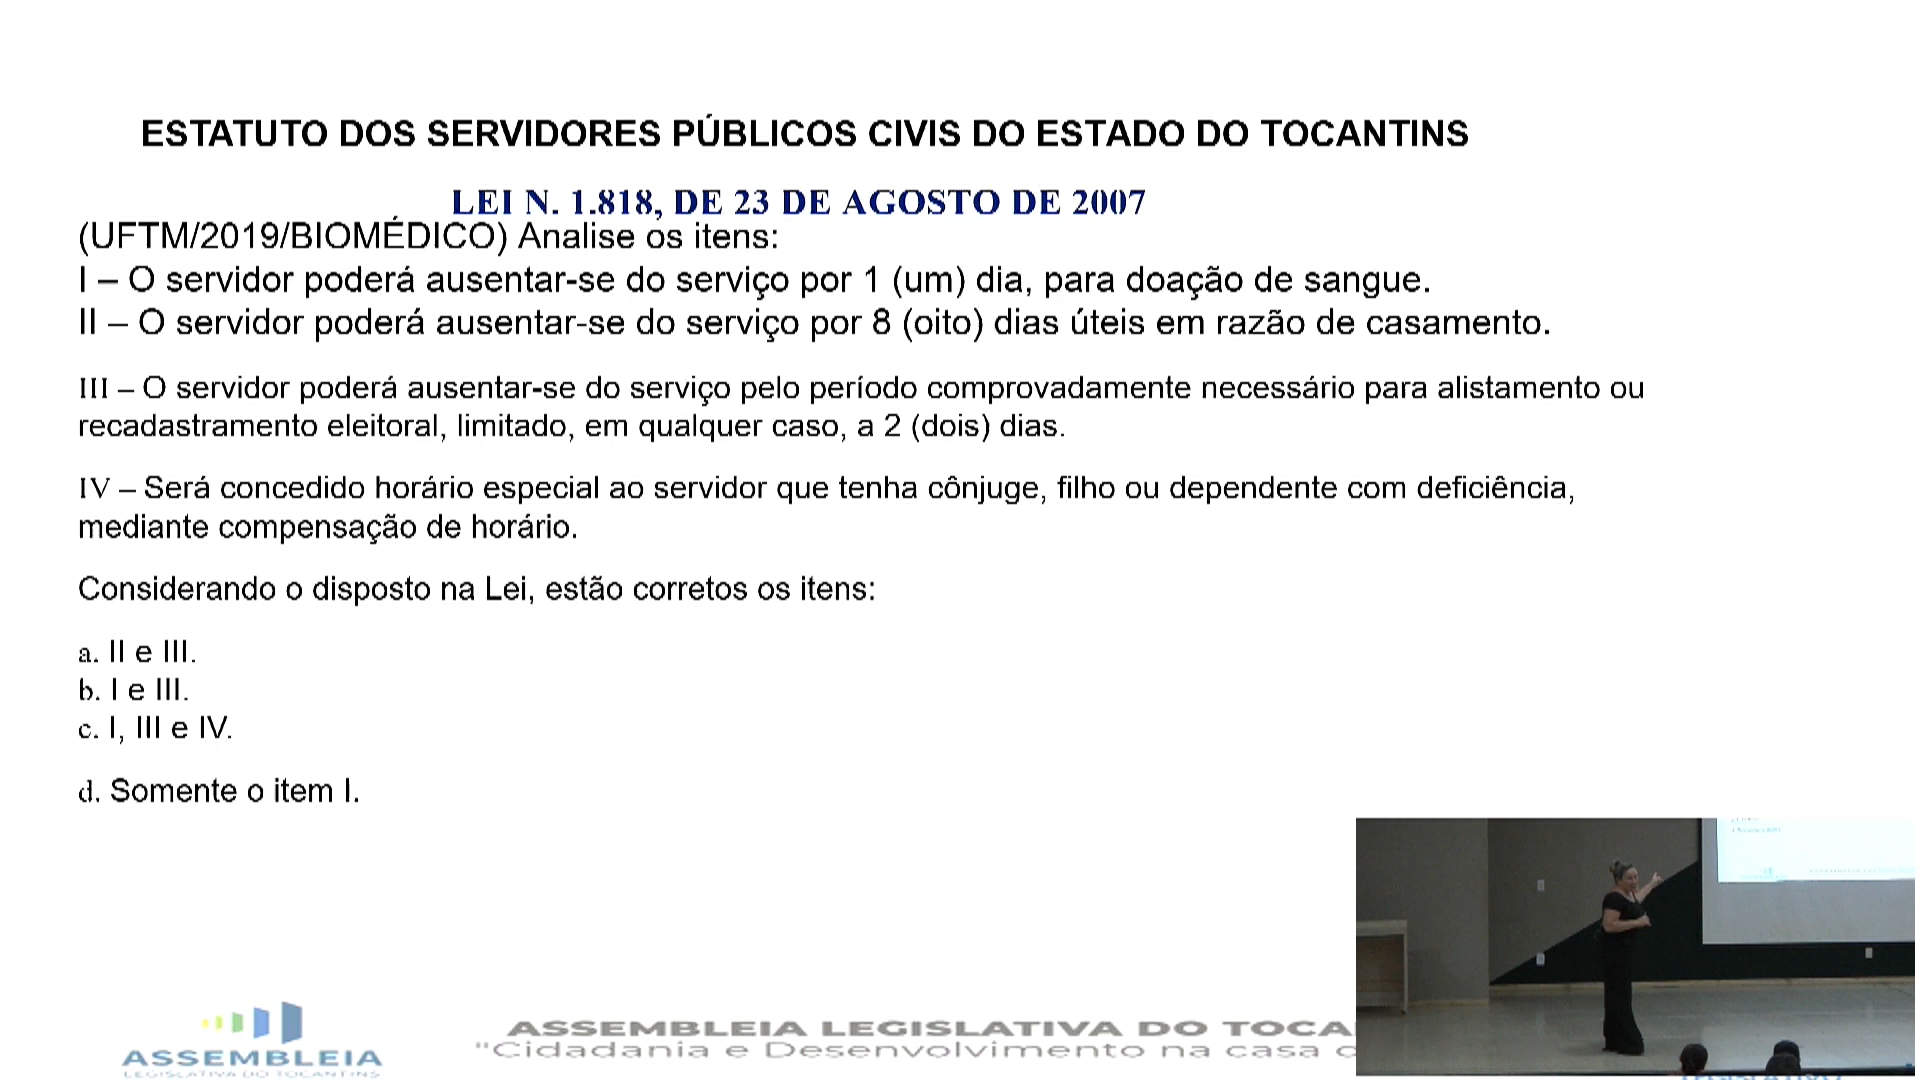 ESTATUTO DOS SERVIDORES PÚBLICOS CIVIS DO ESTADO DO TOCANTINS
LEI N. 1.818, DE 23 DE AGOSTO DE 2007
(UFTM/2019/BIOMÉDICO) Analise os itens:
I – O servidor poderá ausentar-se do serviço por 1 (um) dia, para doação de sangue.
II – O servidor poderá ausentar-se do serviço por 8 (oito) dias úteis em razão de casamento.
III – O servidor poderá ausentar-se do serviço pelo período comprovadamente necessário para alistamento ou
recadastramento eleitoral, limitado, em qualquer caso, a 2 (dois) dias.
IV – Será concedido horário especial ao servidor que tenha cônjuge, filho ou dependente com deficiência,
mediante compensação de horário.
Considerando o disposto na Lei, estão corretos os itens:
a. II e III.
b. I e III.
c. I, III e IV.
d. Somente o item I.
ASSEMBLEIA
LEGISLATIVA DO TOCANTINS
ASSEMBLEIA LEGISLATIVA DO TOCA
"Cidadania e Desenvolvimento na casa